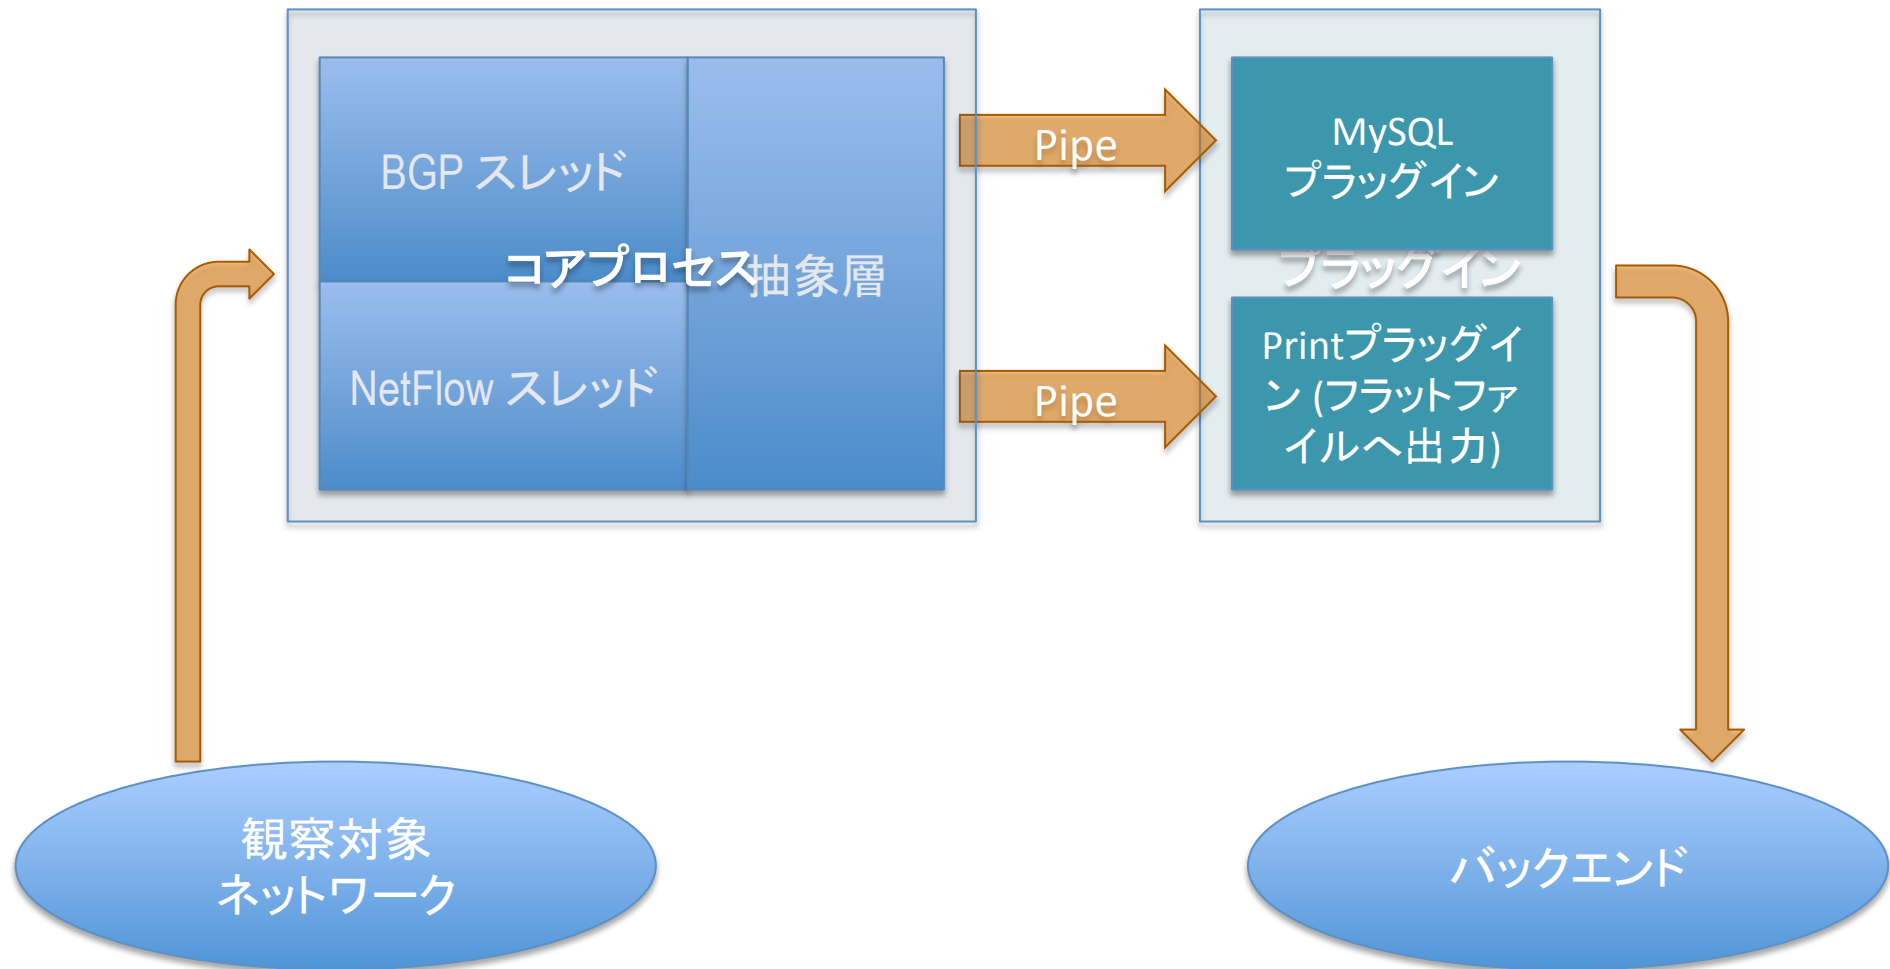 BGP スレッド
コアプロセス
抽象層
NetFlow スレッド
Pipe
Pipe
MySQL
プラッグイン
プラッグイン
Printプラッグイ
ン (フラットファ
イルへ出力)
観察対象
ネットワーク
バックエンド